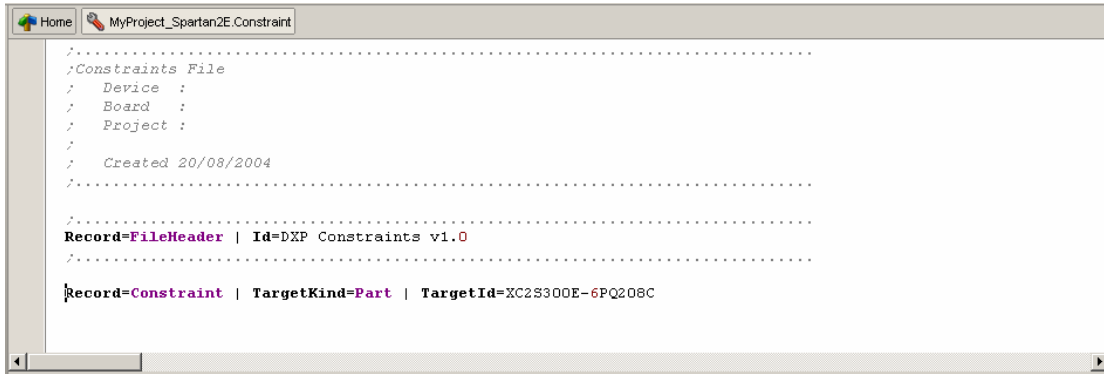 Home MyProject_Spartan2E.Constraint
;................................................................................
;Constraints File
;   Device  :
;   Board   :
;   Project :
;
;   Created 20/08/2004
;................................................................................
;................................................................................
Record=FileHeader | Id=DXP Constraints v1.0
;................................................................................
Record=Constraint | TargetKind=Part | TargetId=XC2S300E-6PQ208C